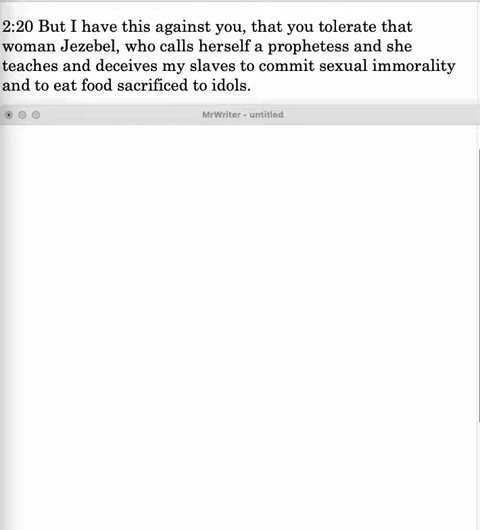 2:20 But I have this against you, that you tolerate that
woman Jezebel, who calls herself a prophetess and she
teaches and deceives my slaves to commit sexual immorality
and to eat food sacrificed to idols.
MrWriter - untitled